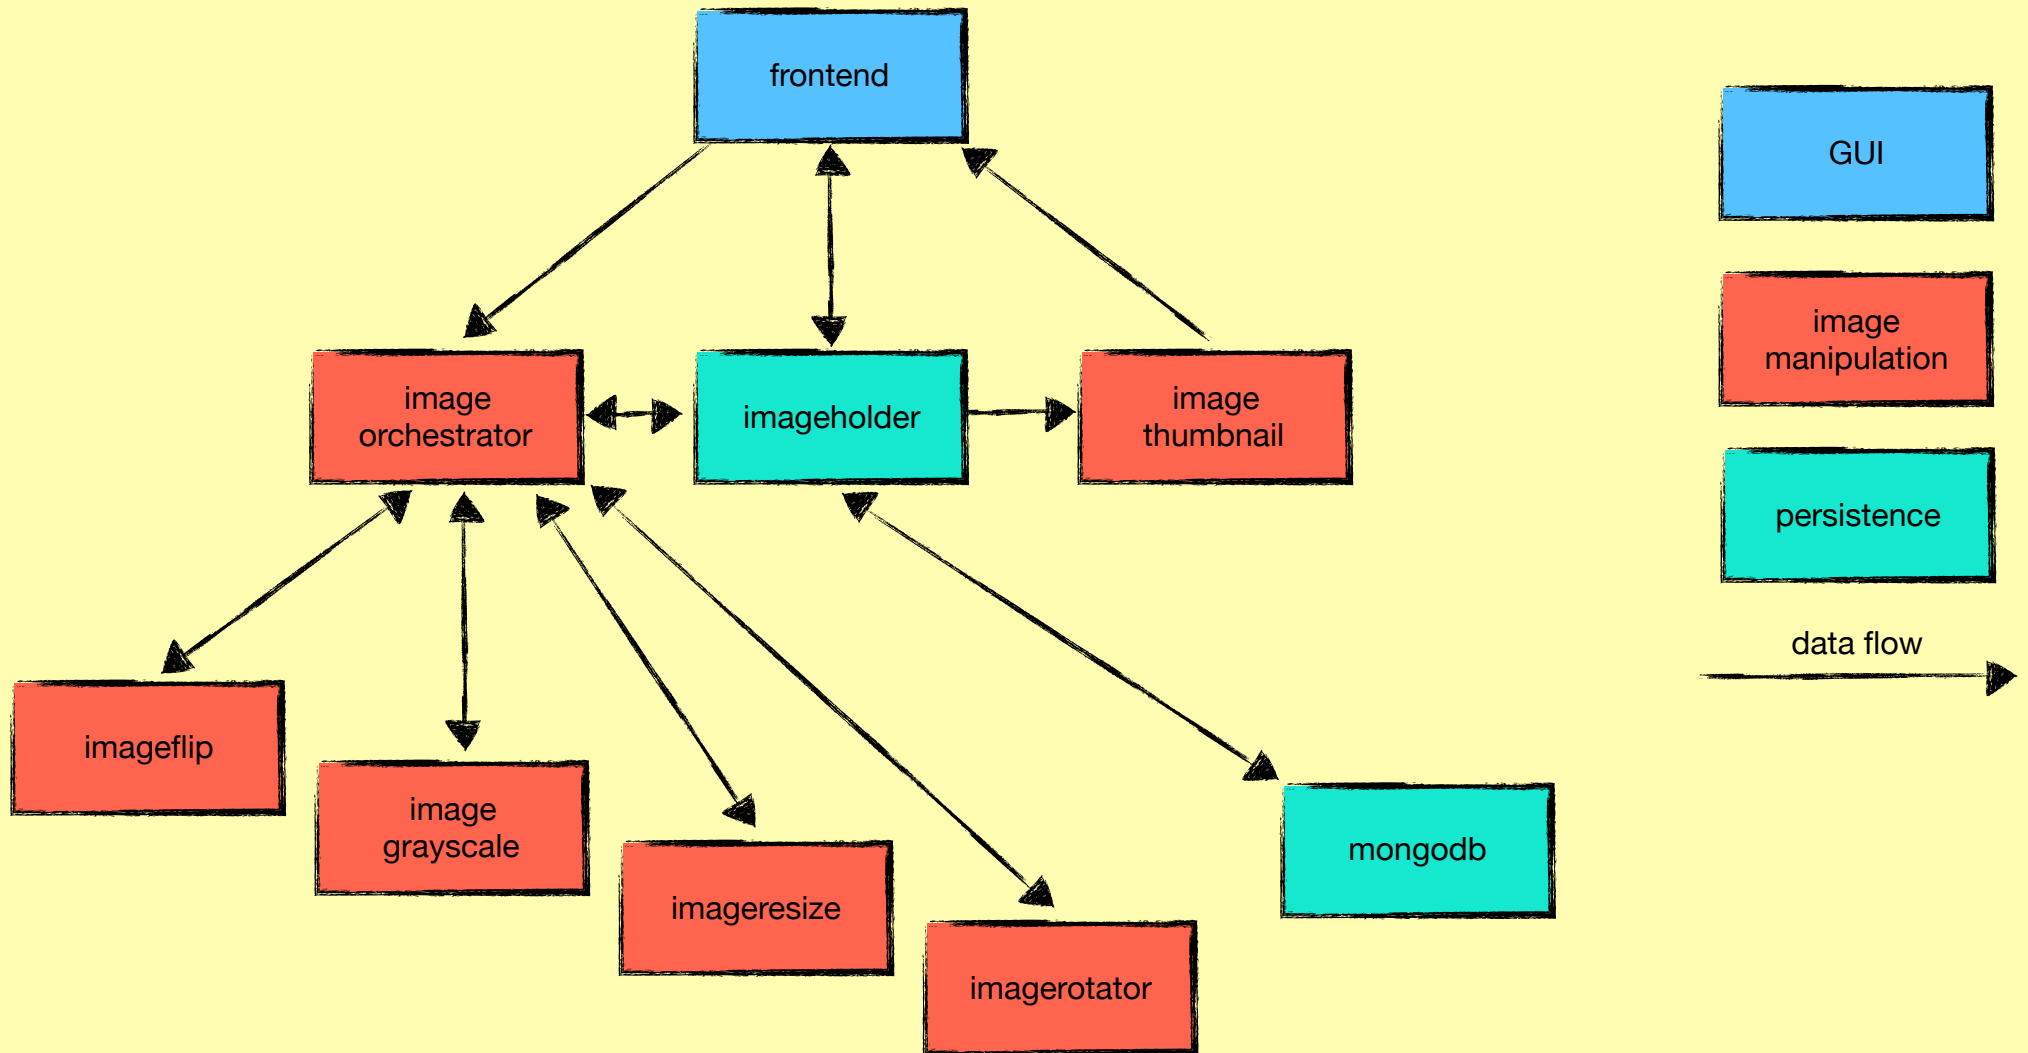 frontend
GUI
image
manipulation
image
orchestrator
imageholder
image
thumbnail
persistence
data flow
imageflip
image
grayscale
imageresize
imagerotator
mongodb